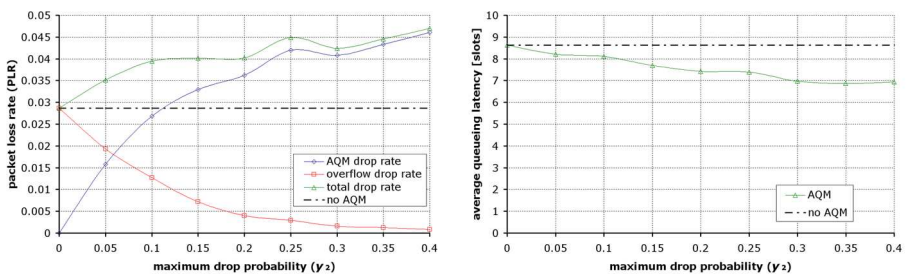 0.05
0.045
0.04
0.035
0.03
0.025
0.02
0.015
0.01
0.005
0
packet loss rate (PLR)
AQM drop rate
overflow drop rate
total drop rate
no AQM
0 0.05 0.1 0.15 0.2 0.25 0.3 0.35 0.4
maximum drop probability (γ2)
10
9
8
7
6
5
4
3
2
1
0
average queueing latency [slots]
AQM
no AQM
0 0.05 0.1 0.15 0.2 0.25 0.3 0.35 0.4
maximum drop probability (γ2)